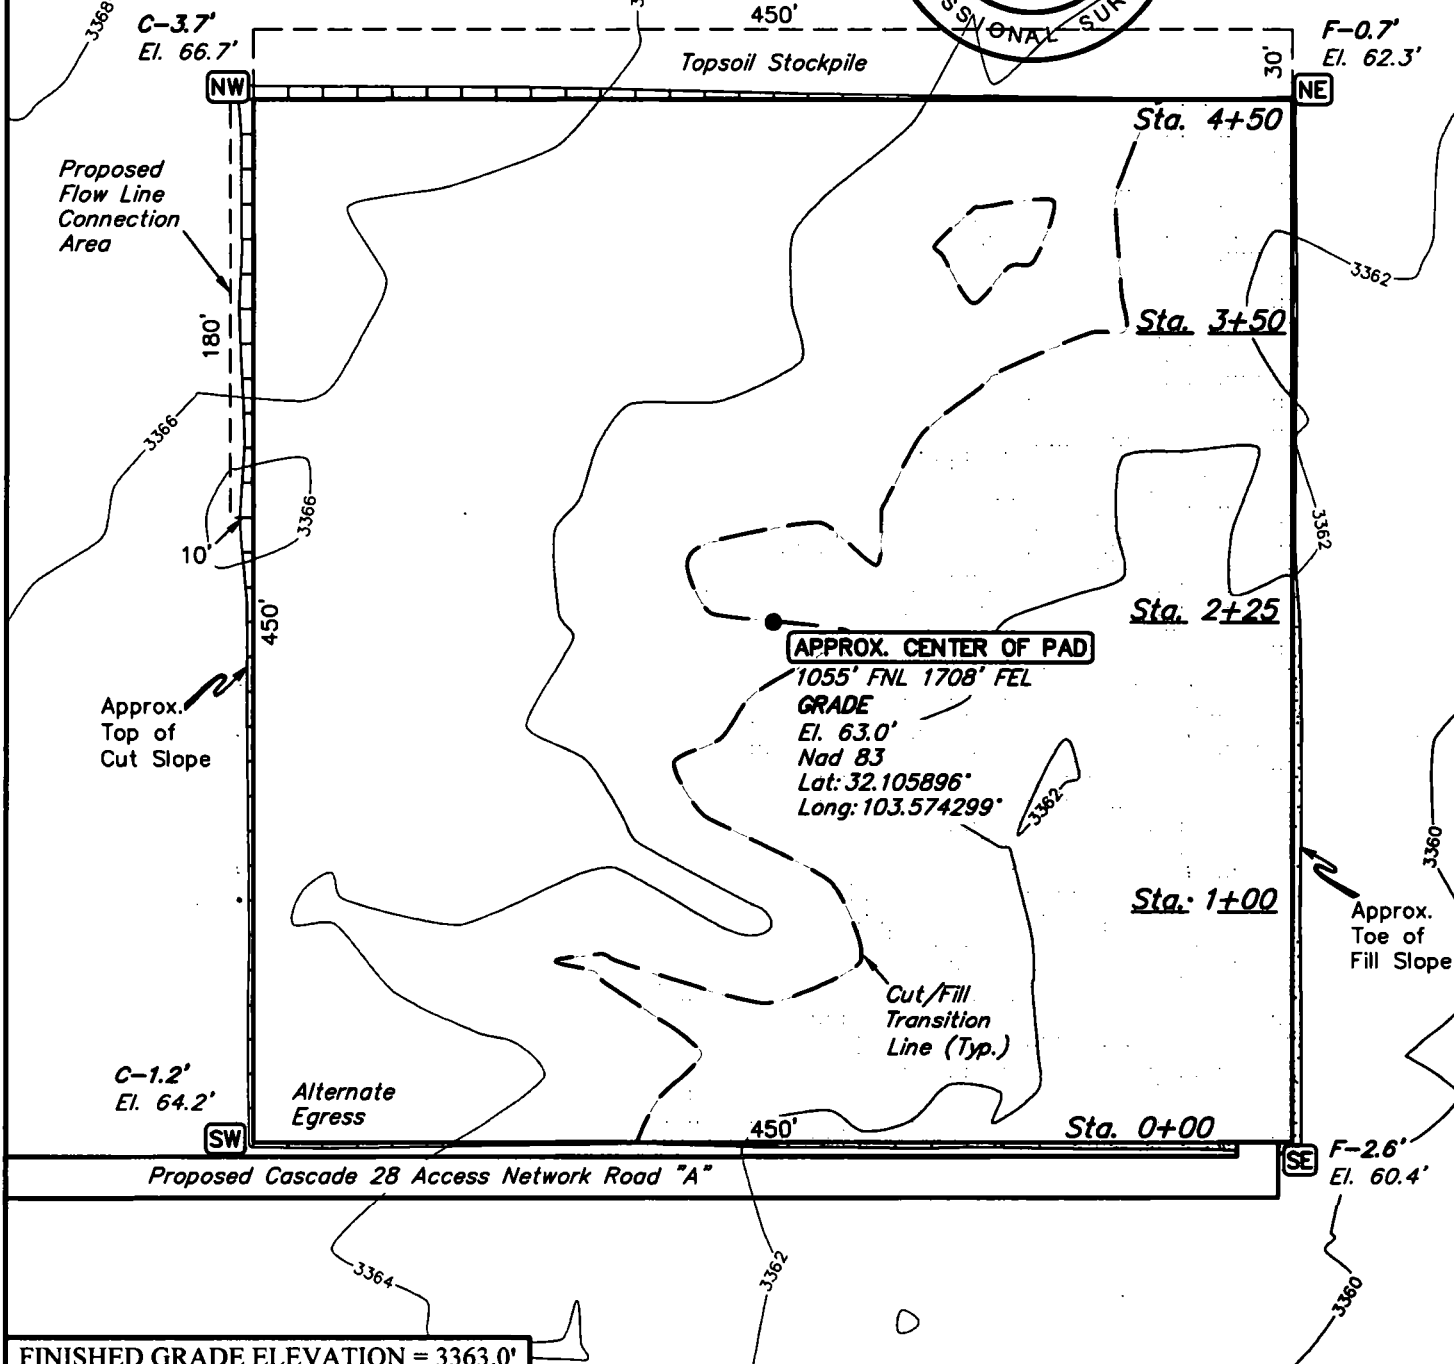 3368
C-3.7'
El. 66.7'
450'
SSIONAL SUR
F-0.7'
El. 62.3'
Topsoil Stockpile
30'
NW
NE
Sta. 4+50
Proposed
Flow Line
Connection
Area
3362
180'
Sta. 3+50
3366
3366
3362
10'
450'
Sta. 2+25
APPROX. CENTER OF PAD
1055' FNL 1708' FEL
GRADE
El. 63.0'
Nad 83
Lat: 32.105896°
Long: 103.574299°
Approx.
Top of
Cut Slope
3362
3360
Sta. 1+00
Approx.
Toe of
Fill Slope
Cut/Fill
Transition
Line (Typ.)
C-1.2'
El. 64.2'
Alternate
Egress
450'
Sta. 0+00
SW
SE
F-2.6'
El. 60.4'
Proposed Cascade 28 Access Network Road "A"
3364
3362
3360
FINISHED GRADE ELEVATION = 3363.0'